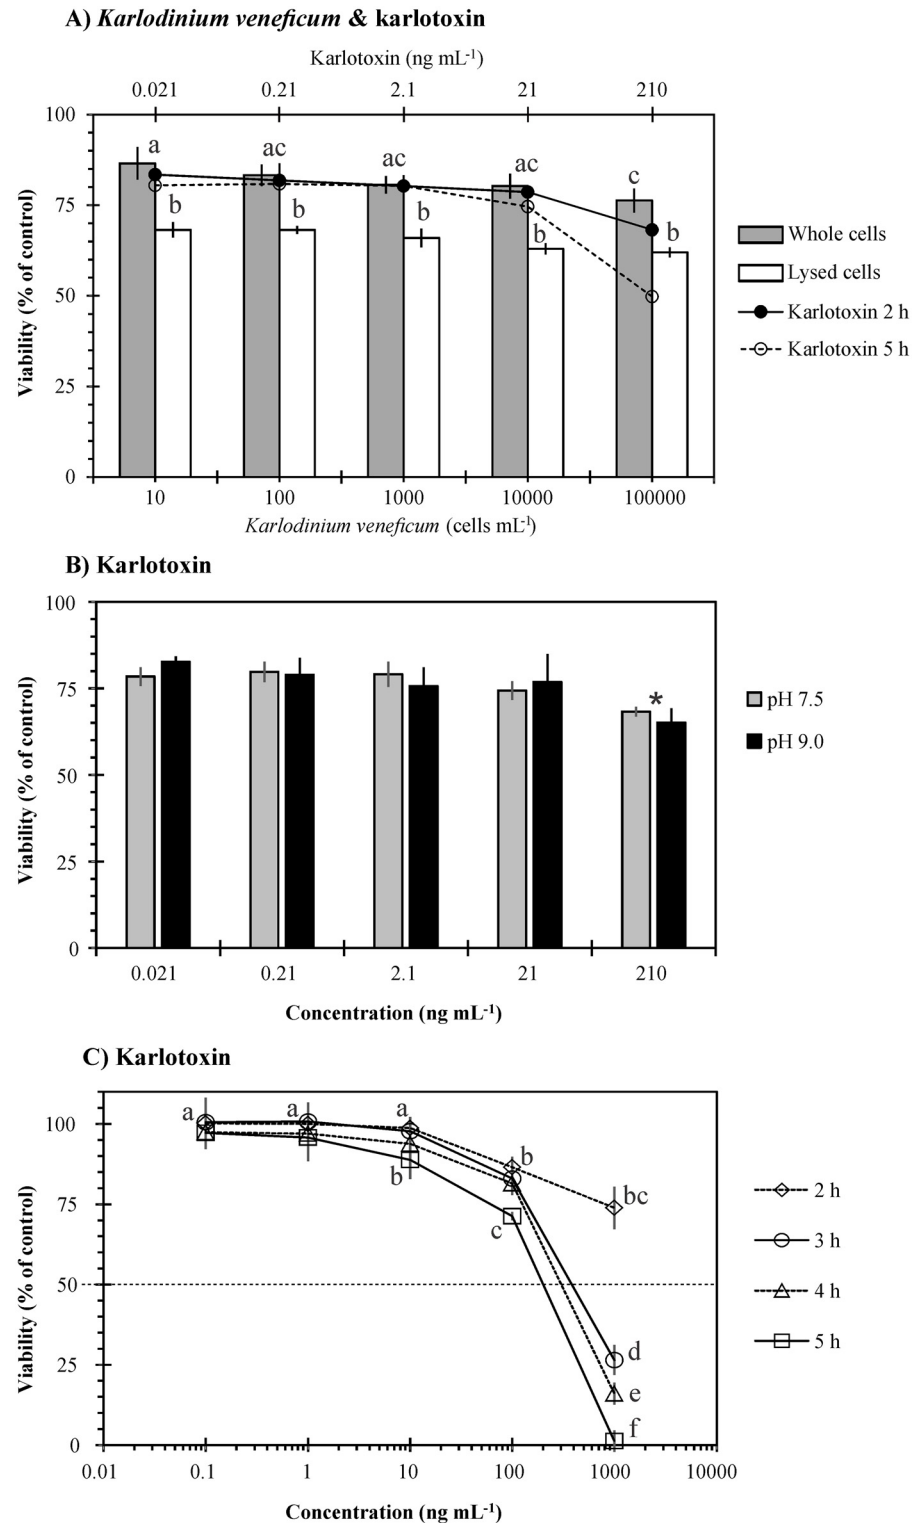 A) Karlodinium veneficum & karlotoxin
Karlotoxin (ng mL-1)
0.021 0.21 2.1 21 210
100
75
50
25
0
Viability (% of control)
a ac ac ac c
b b b b b
10 100 1000 10000 100000
Karlodinium veneficum (cells mL-1)
Whole cells
Lysed cells
Karlotoxin 2 h
Karlotoxin 5 h
B) Karlotoxin
100
75
50
25
0
Viability (% of control)
*
0.021 0.21 2.1 21 210
Concentration (ng mL-1)
pH 7.5
pH 9.0
C) Karlotoxin
100
75
50
25
0
Viability (% of control)
a a a
b
b
bc
c
d
e
f
0.01 0.1 1 10 100 1000 10000
Concentration (ng mL-1)
2 h
3 h
4 h
5 h